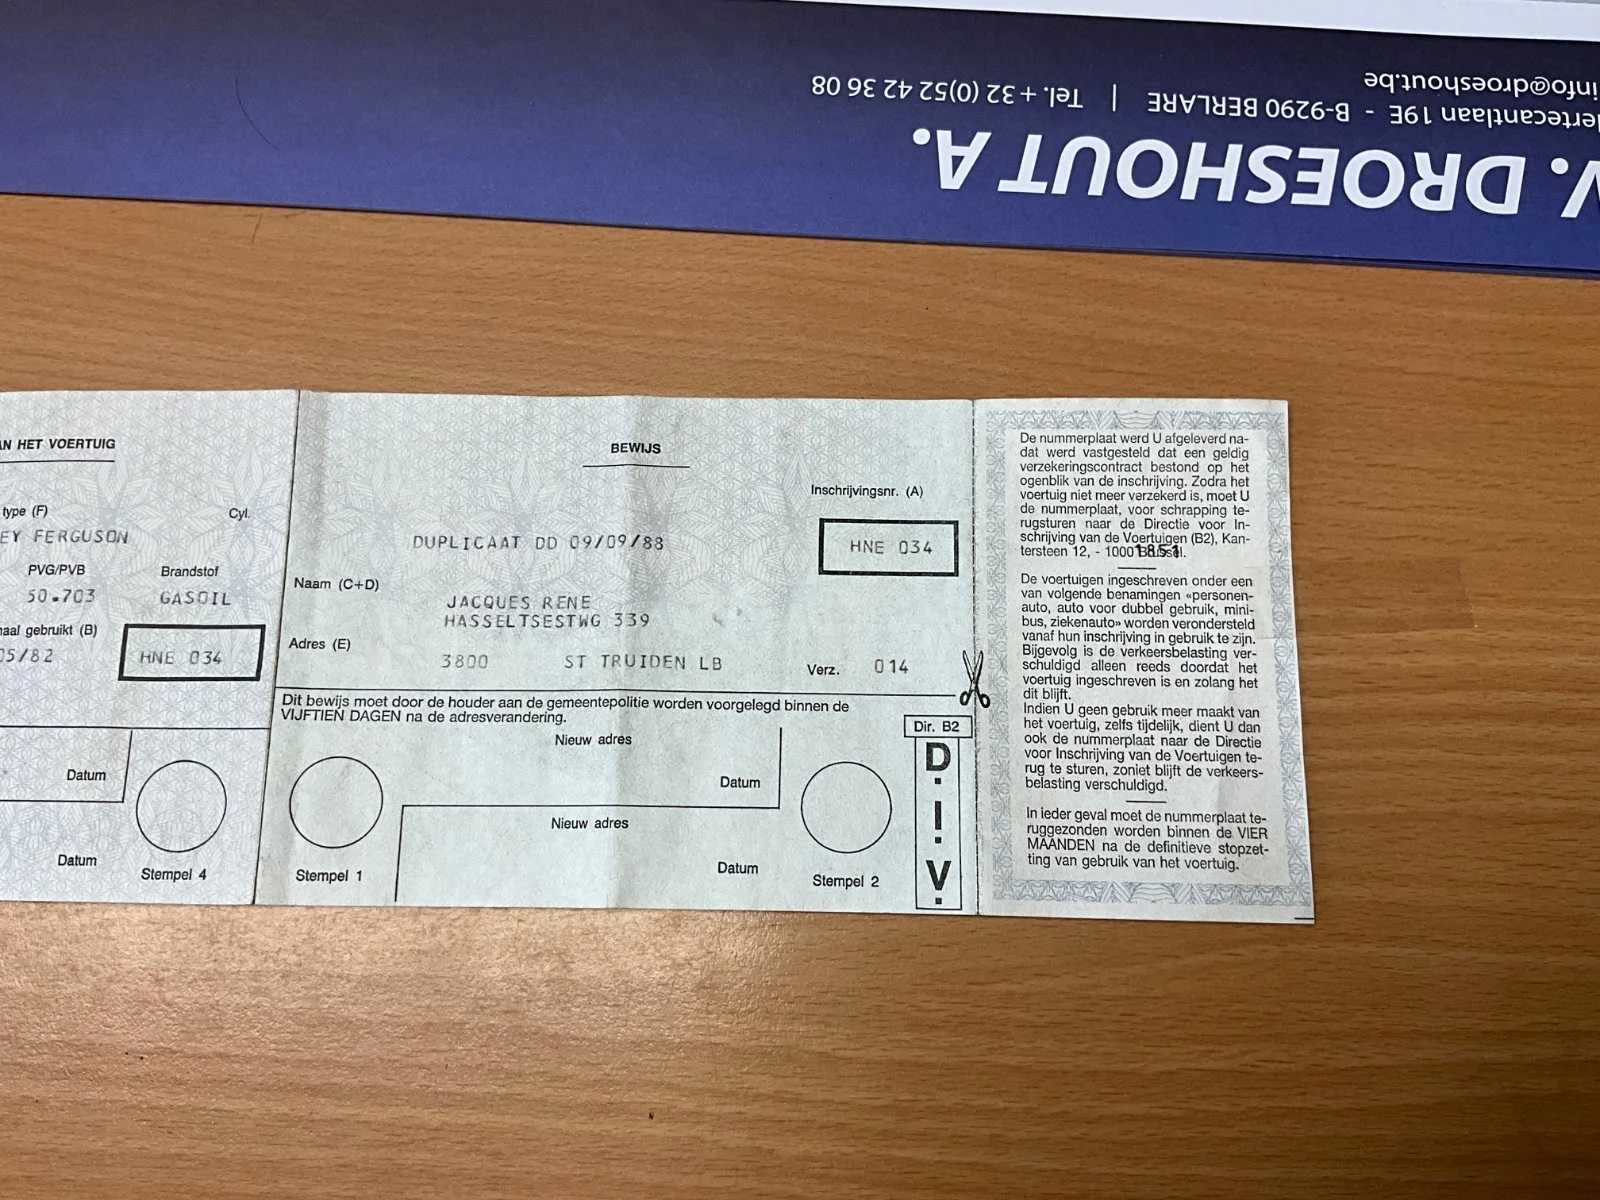 info@droeshout.be
19E - B-9290 BERLARE | Tel. + 32 (0)52 42 36 08
V. DROESHOUT A.
HET VOERTUIG
type (F)
Cyl.
EY FERGUSON
PVG/PVB
Brandstof
50.703
GASOIL
gebruikt (B)
05/82
HNE 034
Datum
Datum
Stempel 4
BEWIJS
Inschrijvingsnr. (A)
DUPLICAAT DD 09/09/88
HNE 034
Naam (C+D)
JACQUES RENE
HASSELTSESTWG 339
Adres (E)
3800 ST TRUIDEN LB
Verz. 014
Dit bewijs moet door de houder aan de gemeentepolitie worden voorgelegd binnen de
VIJFTIEN DAGEN na de adresverandering.
Nieuw adres
Dir. B2
D.I.V.
Datum
Nieuw adres
Datum
Stempel 1
Stempel 2
De nummerplaat werd U afgeleverd na-
dat werd vastgesteld dat een geldig
verzekeringscontract bestond op het
ogenblik van de inschrijving. Zodra het
voertuig niet meer verzekerd is, moet U
de nummerplaat, voor schrapping te-
rugsturen naar de Directie voor In-
schrijving van de Voertuigen (B2), Kan-
tersteen 12, - 1000 Brussel.
De voertuigen ingeschreven onder een
van volgende benamingen «personen-
auto, auto voor dubbel gebruik, mini-
bus, ziekenauto» worden verondersteld
vanaf hun inschrijving in gebruik te zijn.
Bijgevolg is de verkeersbelasting ver-
schuldigd alleen reeds doordat het
voertuig ingeschreven is en zolang het
dit blijft.
Indien U geen gebruik meer maakt van
het voertuig, zelfs tijdelijk, dient U dan
ook de nummerplaat naar de Directie
voor Inschrijving van de Voertuigen te-
rug te sturen, zoniet blijft de verkeers-
belasting verschuldigd.
In ieder geval moet de nummerplaat te-
ruggezonden worden binnen de VIER
MAANDEN na de definitieve stopzet-
ting van gebruik van het voertuig.